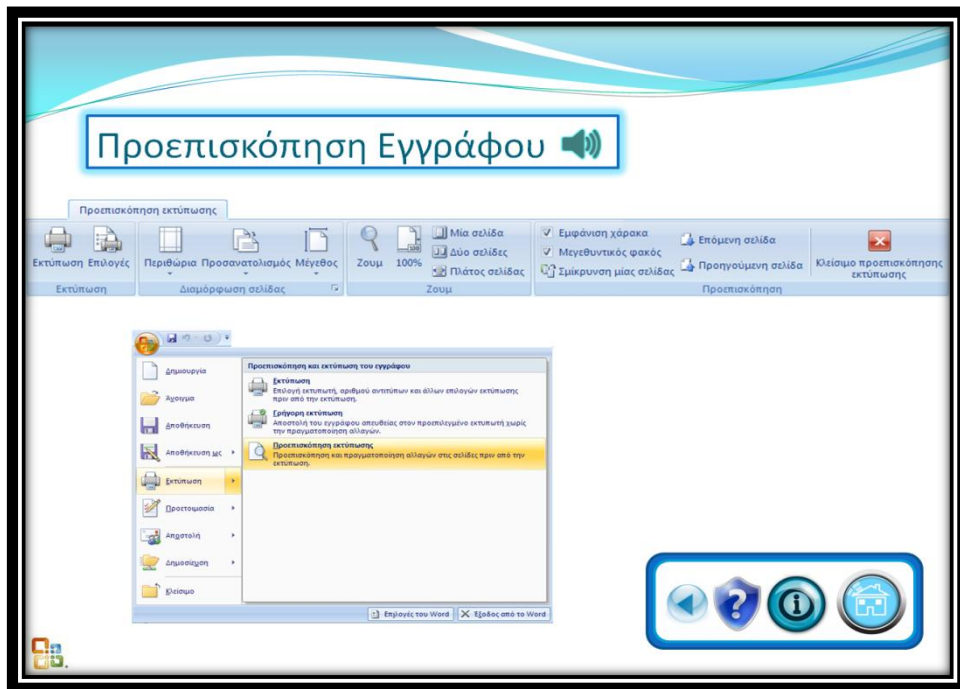 Προεπισκόπηση Εγγράφου
Προεπισκόπηση εκτύπωσης
Εκτύπωση Επιλογές
Εκτύπωση
Περιθώρια Προσανατολισμός Μέγεθος
Διαμόρφωση σελίδας
Ζουμ 100%
Μία σελίδα
Δύο σελίδες
Πλάτος σελίδας
Ζουμ
Εμφάνιση χάρακα
Μεγεθυντικός φακός
Σμίκρυνση μίας σελίδας
Επόμενη σελίδα
Προηγούμενη σελίδα
Κλείσιμο προεπισκόπησης
εκτύπωσης
Προεπισκόπηση
Δημιουργία
Άνοιγμα
Αποθήκευση
Αποθήκευση ως
Εκτύπωση
Προετοιμασία
Αποστολή
Δημοσίευση
Κλείσιμο
Προεπισκόπηση και εκτύπωση του εγγράφου
Εκτύπωση
Επιλογή εκτυπωτή, αριθμού αντιτύπων και άλλων επιλογών εκτύπωσης
πριν από την εκτύπωση.
Γρήγορη εκτύπωση
Αποστολή του εγγράφου απευθείας στον προεπιλεγμένο εκτυπωτή χωρίς
την πραγματοποίηση αλλαγών.
Προεπισκόπηση εκτύπωσης
Προεπισκόπηση και πραγματοποίηση αλλαγών στις σελίδες πριν από την
εκτύπωση.
Επιλογές του Word
Έξοδος από το Word